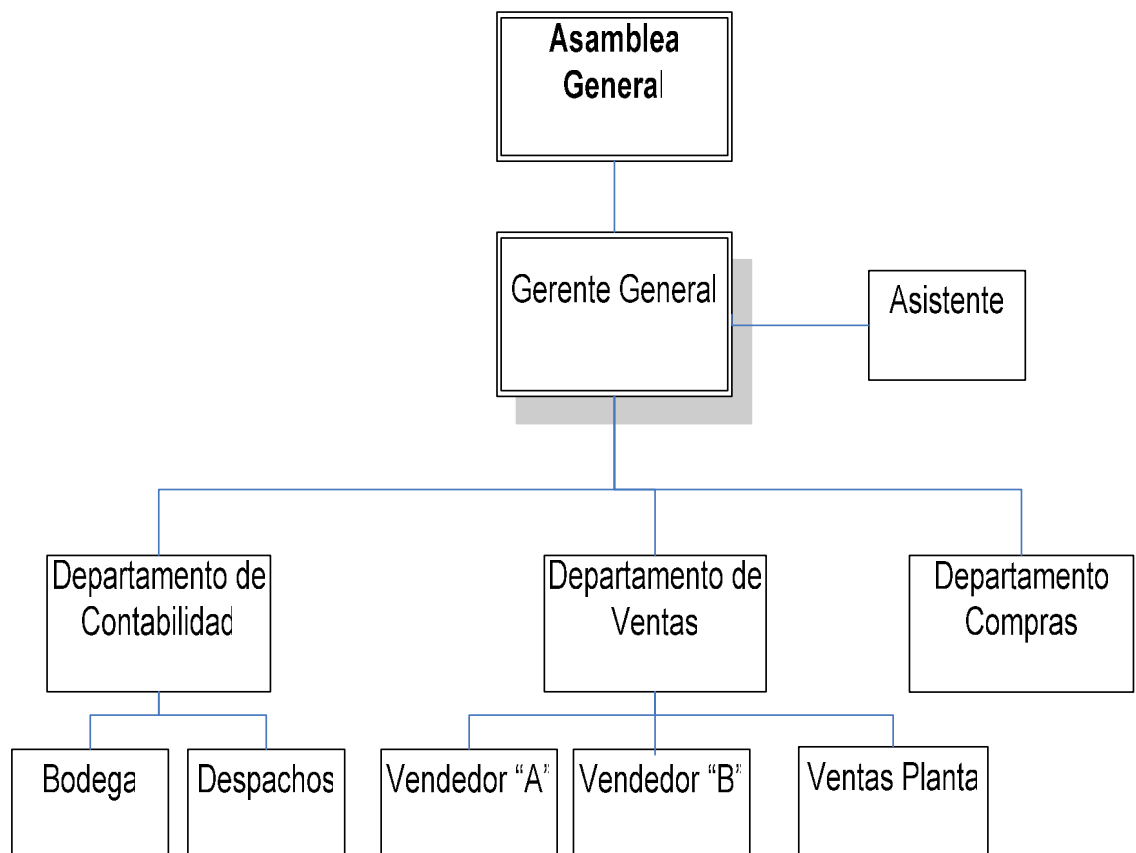 Asamblea
General
Gerente General
Asistente
Departamento de
Contabilidad
Departamento de
Ventas
Departamento
Compras
Bodega
Despachos
Vendedor “A”
Vendedor “B”
Ventas Planta